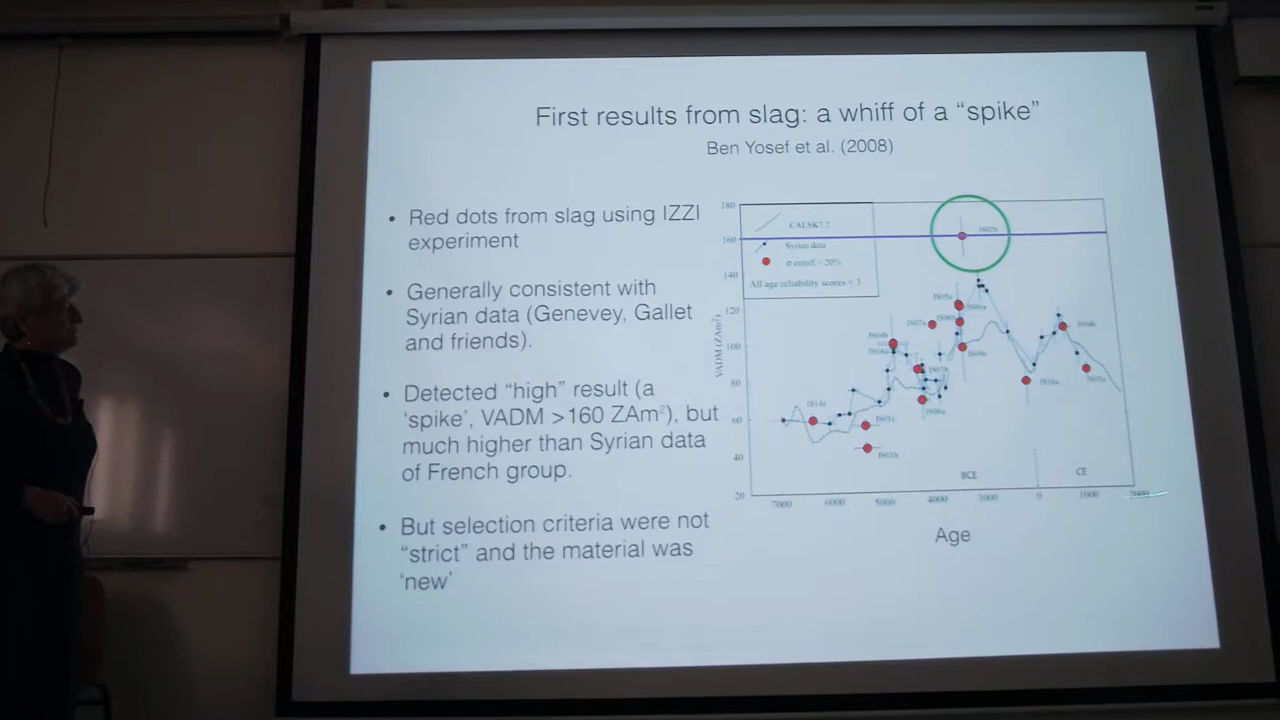 First results from slag: a whiff of a “spike”
Ben Yosef et al. (2008)
• Red dots from slag using IZZI
experiment
• Generally consistent with
Syrian data (Genevey, Gallet
and friends).
• Detected “high” result (a
‘spike’, VADM >160 ZAm²), but
much higher than Syrian data
of French group.
• But selection criteria were not
“strict” and the material was
‘new’
CALSK7.2
Syrian data
σ cutoff = 20%
All age reliability scores < 3
VADM (ZAm²)
180
160
140
120
100
80
60
40
20
BCE
CE
7000
6000
5000
4000
3000
0
1000
2000
Age